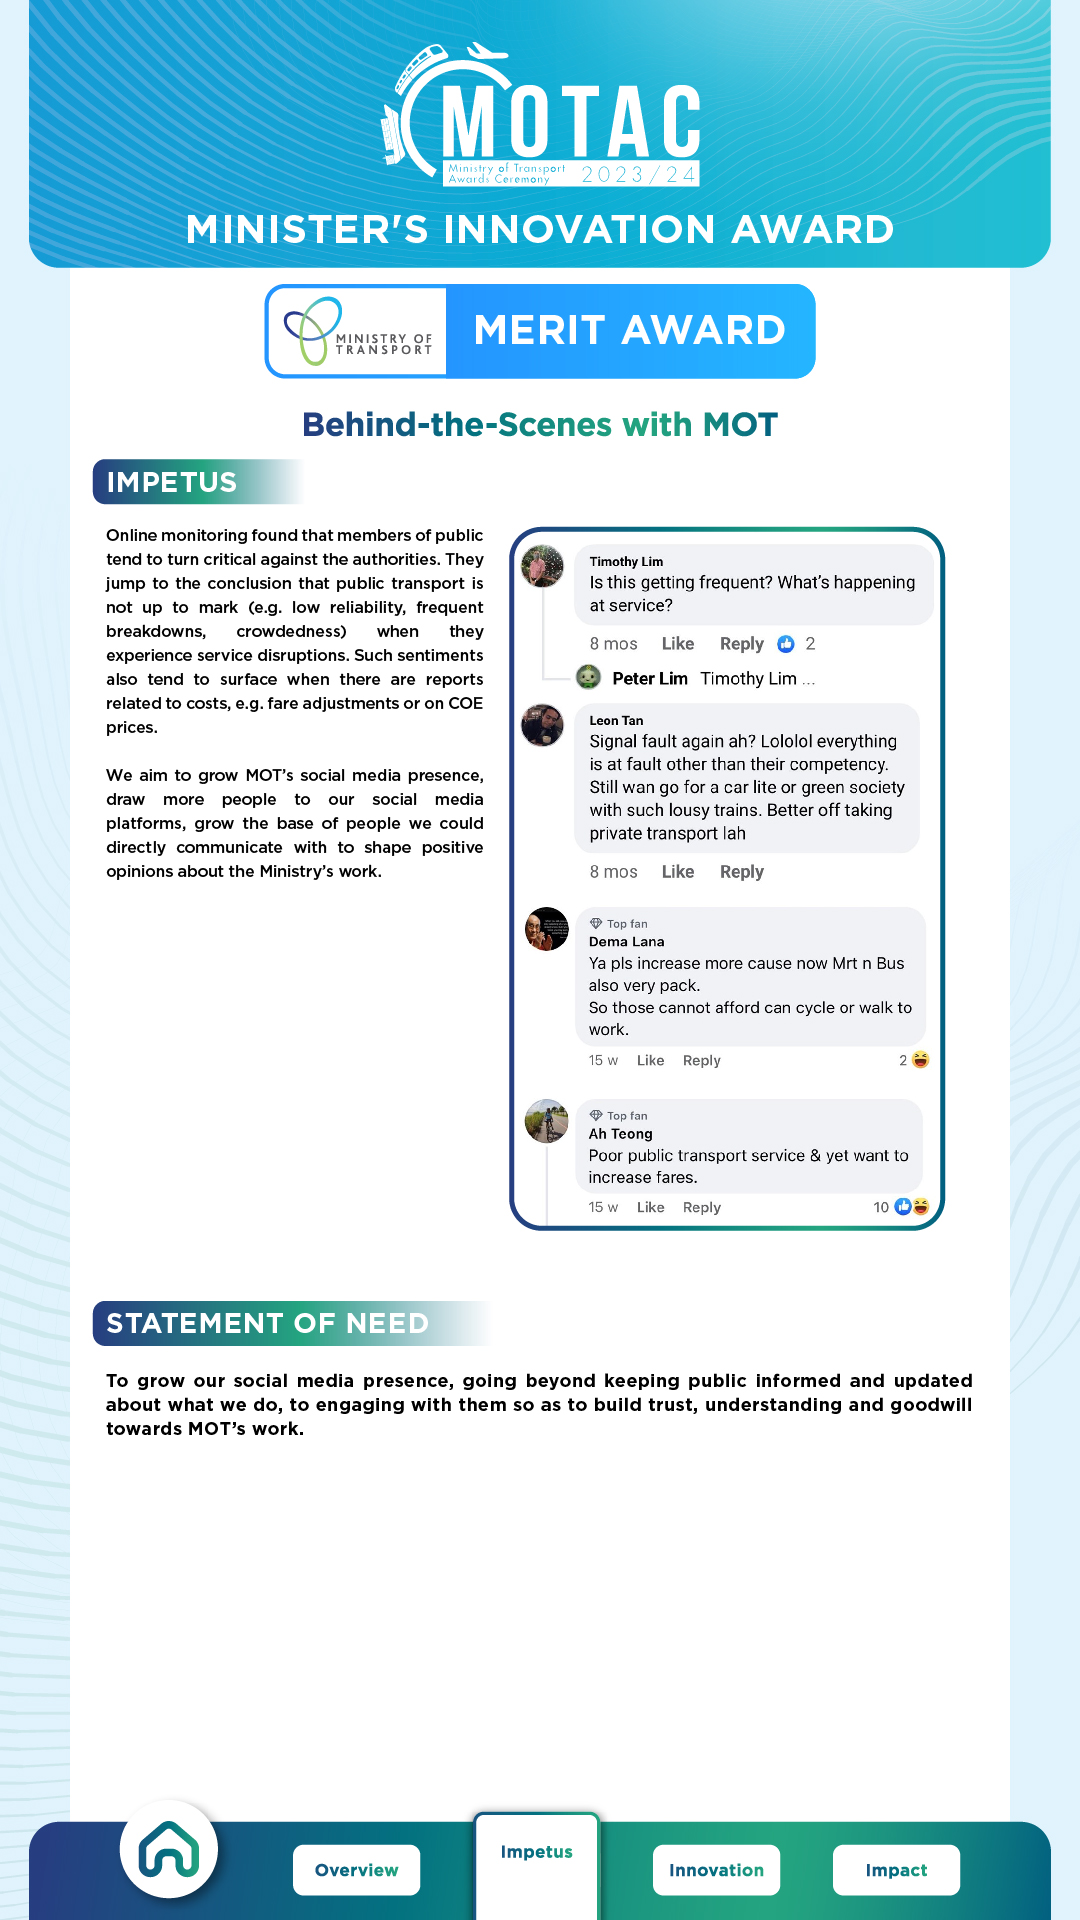 MOTAC
Ministry of Transport
Awards Ceremony
2023/24
MINISTER'S INNOVATION AWARD
MINISTRY OF
TRANSPORT
MERIT AWARD
Behind-the-Scenes with MOT
IMPETUS
Online monitoring found that members of public
tend to turn critical against the authorities. They
jump to the conclusion that public transport is
not up to mark (e.g. low reliability, frequent
breakdowns, crowdedness) when they
experience service disruptions. Such sentiments
also tend to surface when there are reports
related to costs, e.g. fare adjustments or on COE
prices.
We aim to grow MOT's social media presence,
draw more people to our social media
platforms, grow the base of people we could
directly communicate with to shape positive
opinions about the Ministry's work.
Timothy Lim
Is this getting frequent? What's happening
at service?
8 mos Like Reply 2
Peter Lim Timothy Lim ...
Leon Tan
Signal fault again ah? Lololol everything
is at fault other than their competency.
Still wan go for a car lite or green society
with such lousy trains. Better off taking
private transport lah
8 mos Like Reply
Top fan
Dema Lana
Ya pls increase more cause now Mrt n Bus
also very pack.
So those cannot afford can cycle or walk to
work.
15 w Like Reply 2
Top fan
Ah Teong
Poor public transport service & yet want to
increase fares.
15 w Like Reply 10
STATEMENT OF NEED
To grow our social media presence, going beyond keeping public informed and updated
about what we do, to engaging with them so as to build trust, understanding and goodwill
towards MOT's work.
Overview
Impetus
Innovation
Impact